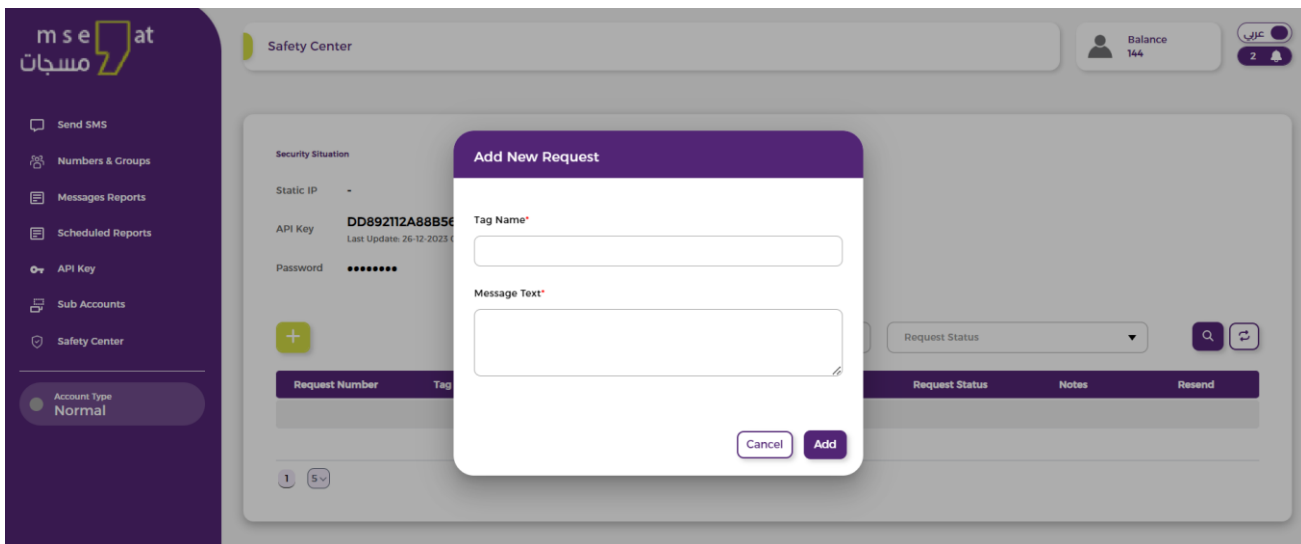 msegat
مسجات
Send SMS
Numbers & Groups
Messages Reports
Scheduled Reports
API Key
Sub Accounts
Safety Center
Account Type
Normal
Safety Center
Balance
144
عربي
2
Security Situation
Static IP -
API Key DD892112A88B56
Last Update: 26-12-2023
Password ••••••••
Add New Request
Tag Name*
Message Text*
Cancel Add
Request Status
Request Number Tag Request Status Notes Resend
1 5